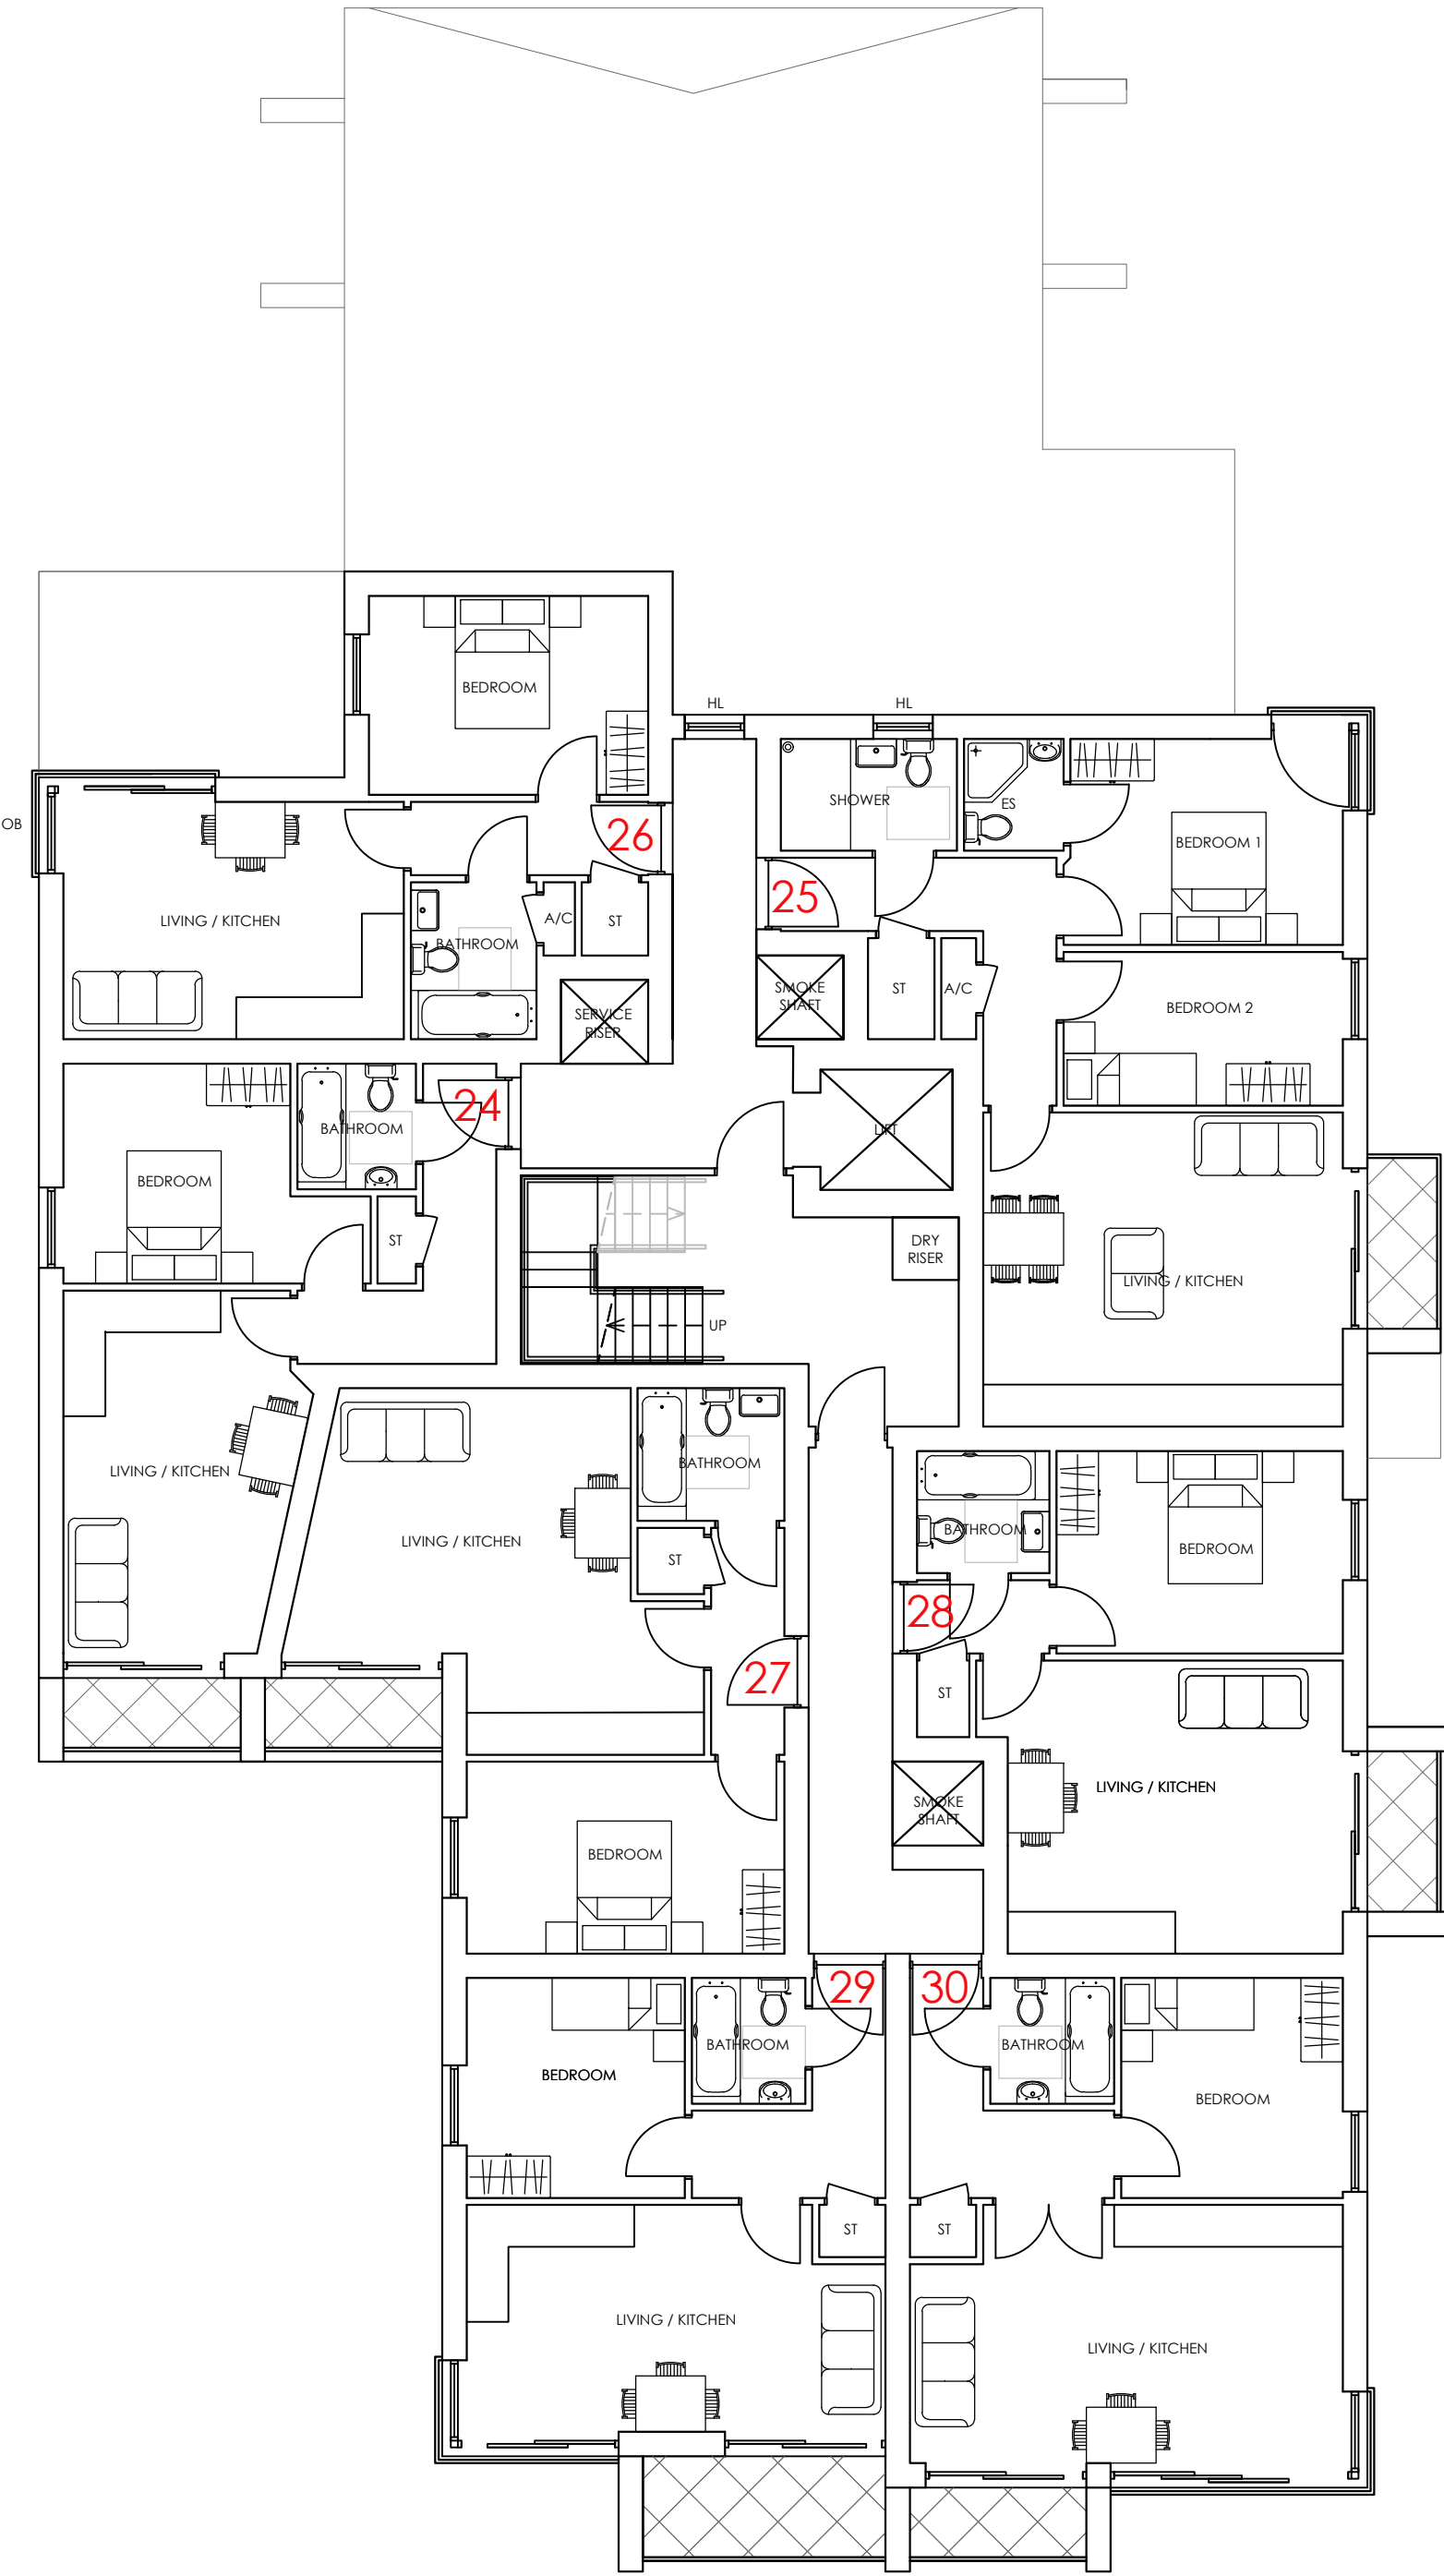 BEDROOM
HL
HL
OB
26
SHOWER
ES
BEDROOM 1
25
LIVING / KITCHEN
A/C
ST
BATHROOM
SMOKE
SHAFT
ST
A/C
BEDROOM 2
SERVICE
RISER
24
BATHROOM
LIFT
BEDROOM
ST
DRY
RISER
LIVING / KITCHEN
UP
LIVING / KITCHEN
BATHROOM
LIVING / KITCHEN
ST
BATHROOM
BEDROOM
28
27
ST
LIVING / KITCHEN
SMOKE
SHAFT
BEDROOM
29
30
BATHROOM
BATHROOM
BEDROOM
BEDROOM
ST
ST
LIVING / KITCHEN
LIVING / KITCHEN